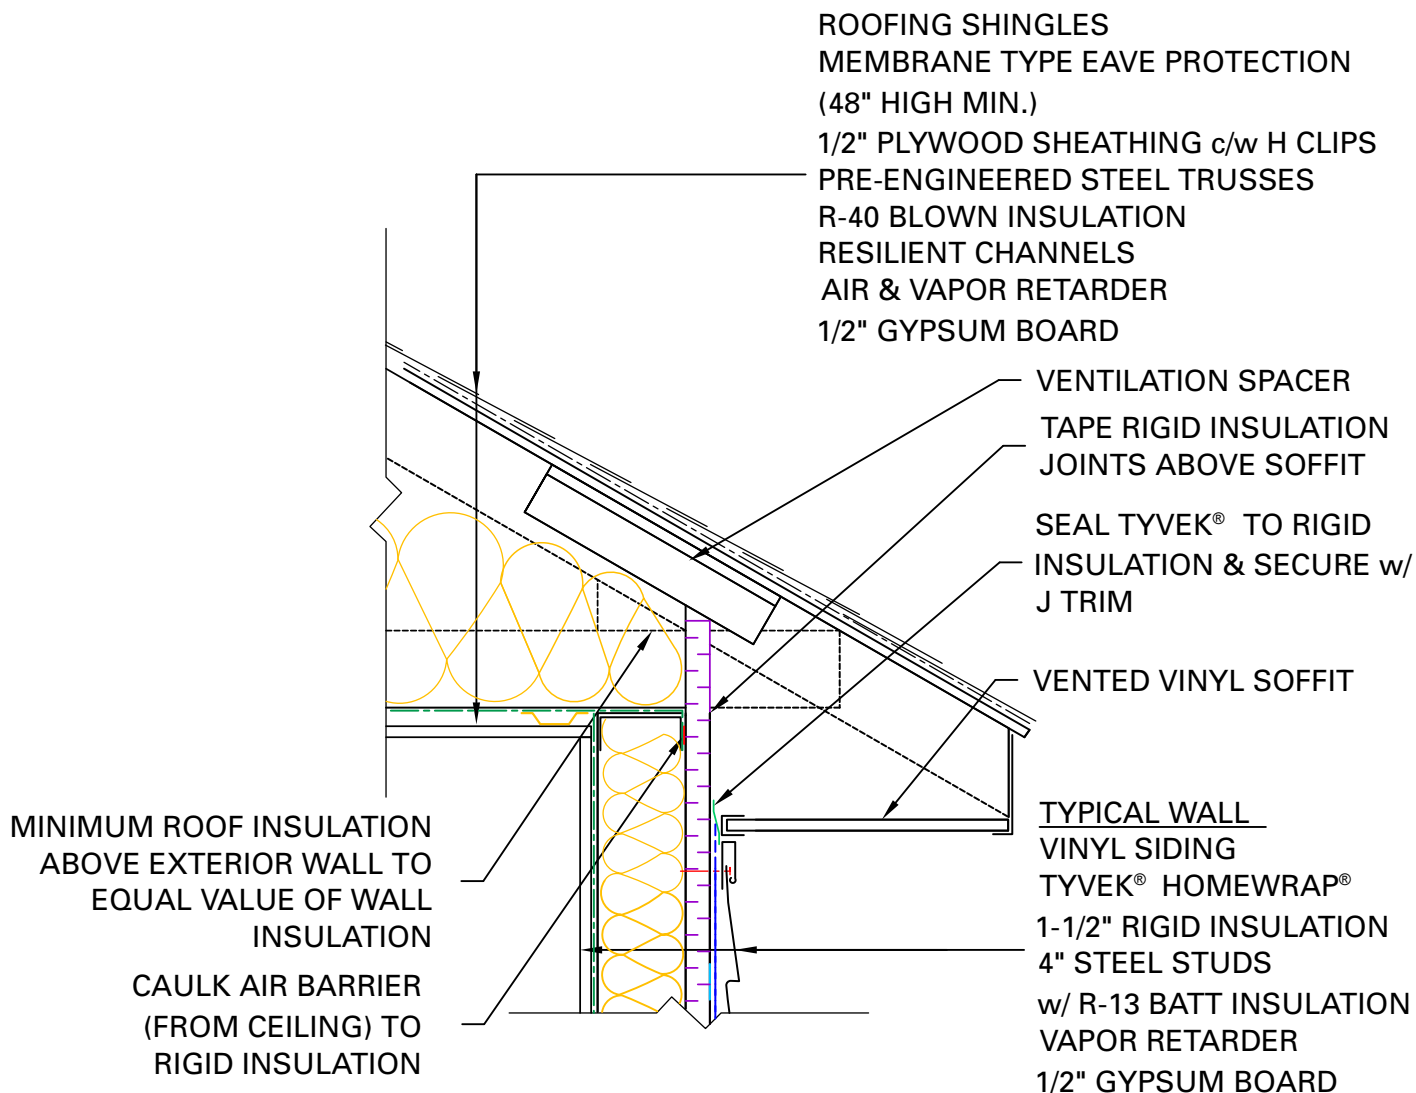 ROOFING SHINGLES
MEMBRANE TYPE EAVE PROTECTION
(48" HIGH MIN.)
1/2" PLYWOOD SHEATHING c/w H CLIPS
PRE-ENGINEERED STEEL TRUSSES
R-40 BLOWN INSULATION
RESILIENT CHANNELS
AIR & VAPOR RETARDER
1/2" GYPSUM BOARD
VENTILATION SPACER
TAPE RIGID INSULATION
JOINTS ABOVE SOFFIT
SEAL TYVEK® TO RIGID
INSULATION & SECURE w/
J TRIM
VENTED VINYL SOFFIT
MINIMUM ROOF INSULATION
ABOVE EXTERIOR WALL TO
EQUAL VALUE OF WALL
INSULATION
CAULK AIR BARRIER
(FROM CEILING) TO
RIGID INSULATION
TYPICAL WALL
VINYL SIDING
TYVEK® HOMEWRAP®
1-1/2" RIGID INSULATION
4" STEEL STUDS
w/ R-13 BATT INSULATION
VAPOR RETARDER
1/2" GYPSUM BOARD